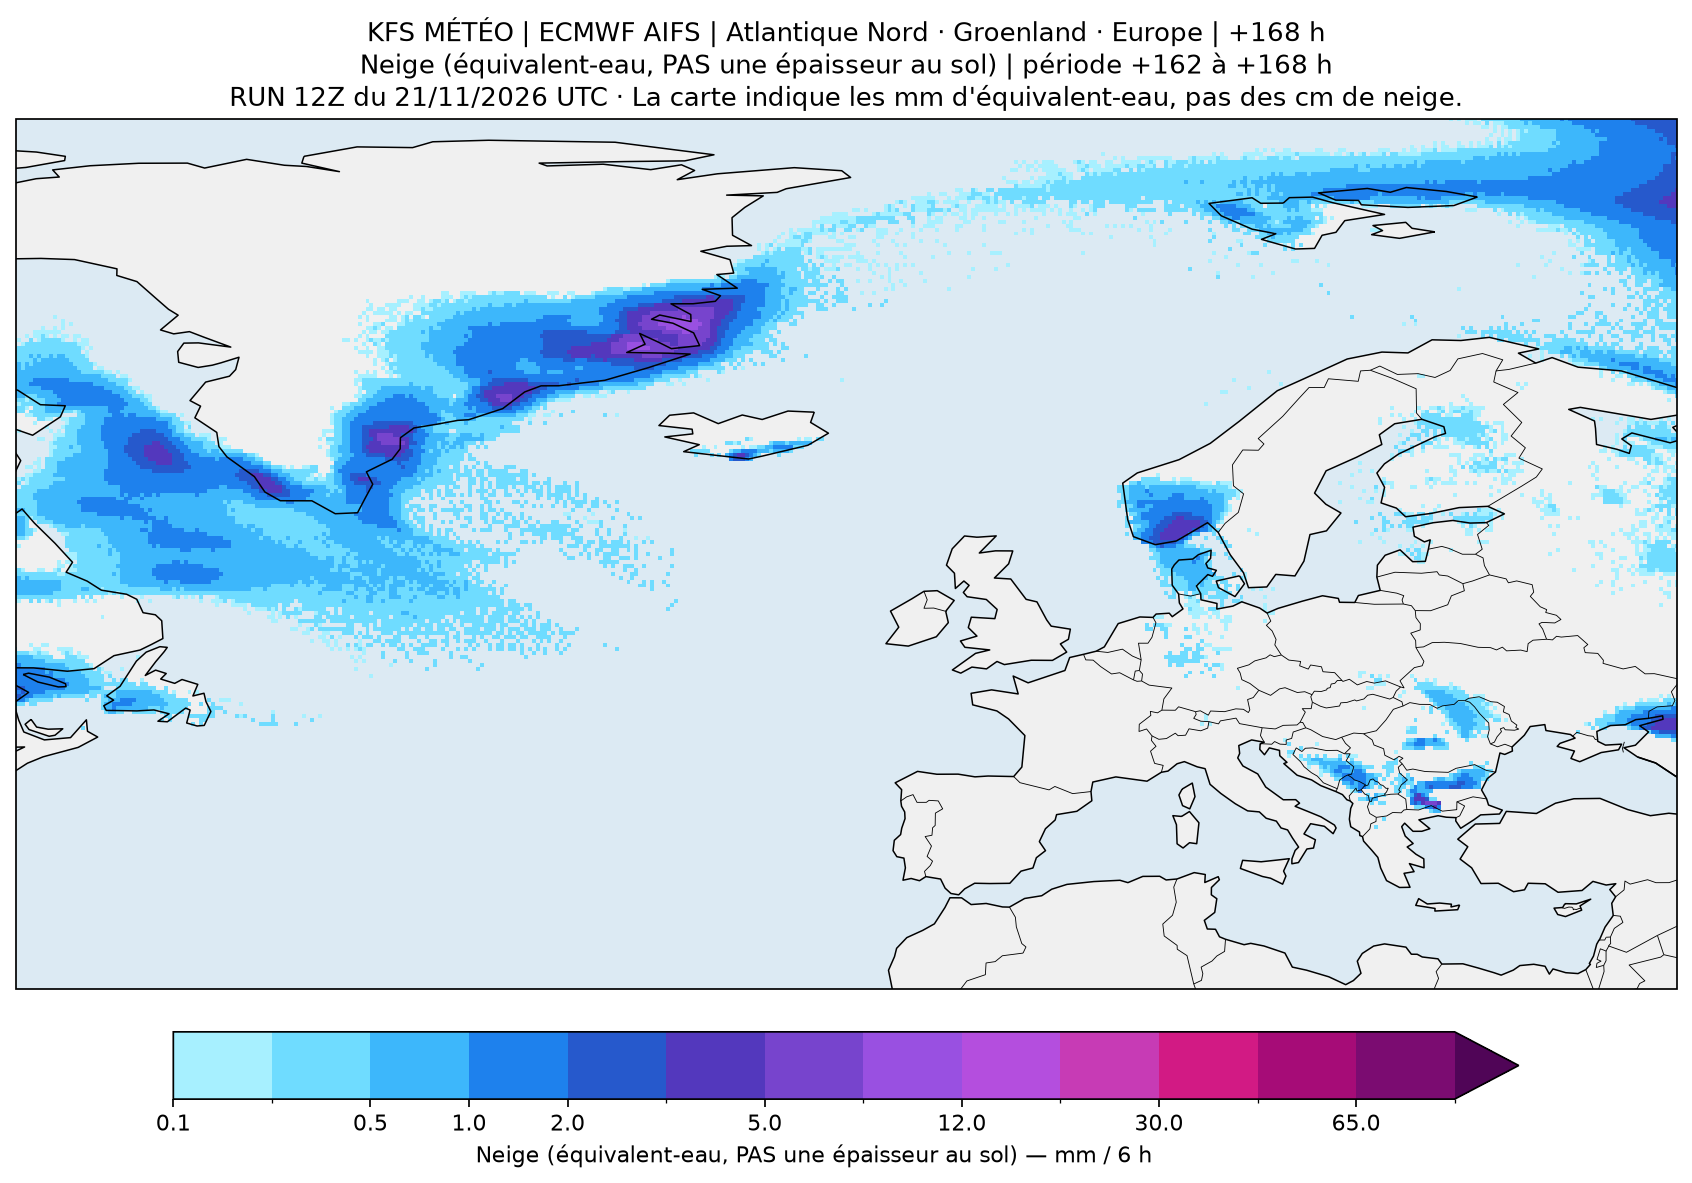 KFS MÉTÉO | ECMWF AIFS | Atlantique Nord · Groenland · Europe | +168 h
Neige (équivalent-eau, PAS une épaisseur au sol) | période +162 à +168 h
RUN 12Z du 21/11/2026 UTC · La carte indique les mm d'équivalent-eau, pas des cm de neige.
0.1 0.5 1.0 2.0 5.0 12.0 30.0 65.0
Neige (équivalent-eau, PAS une épaisseur au sol) — mm / 6 h